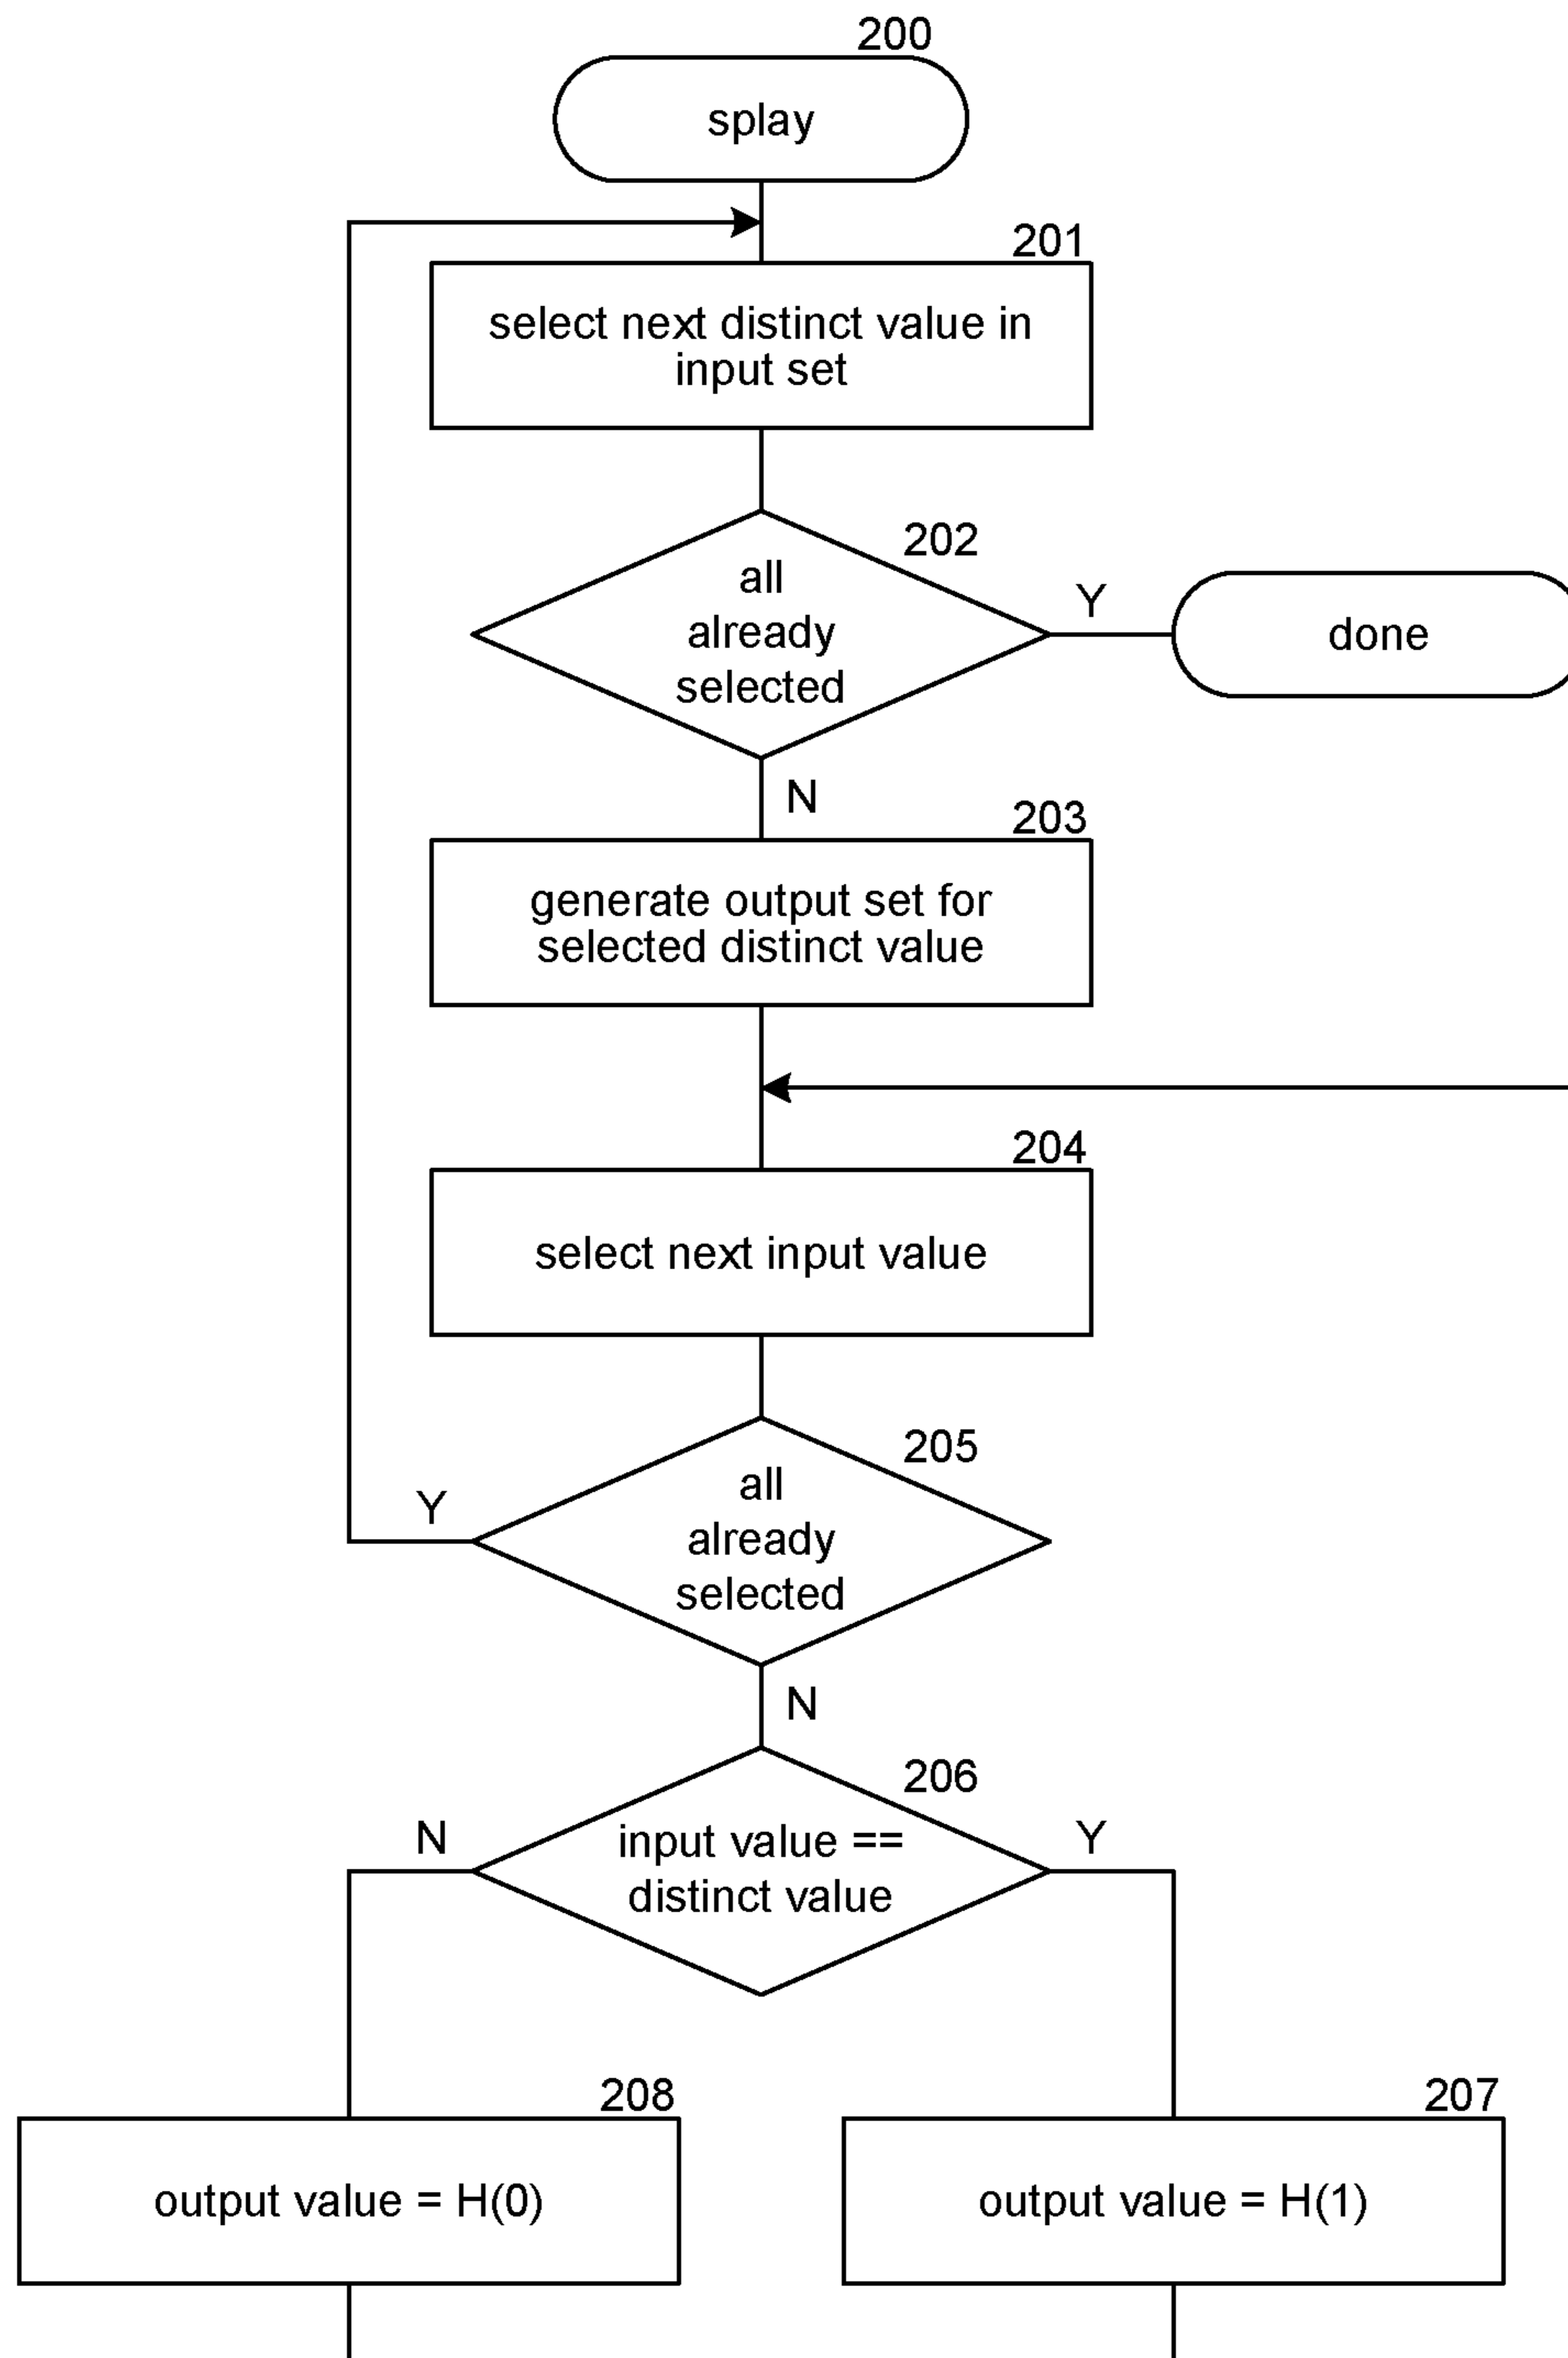 200
splay
201
select next distinct value in
input set
202
all
already
selected
Y
done
N
203
generate output set for
selected distinct value
204
select next input value
205
all
already
selected
Y
N
206
input value ==
distinct value
N
Y
208
output value = H(0)
207
output value = H(1)